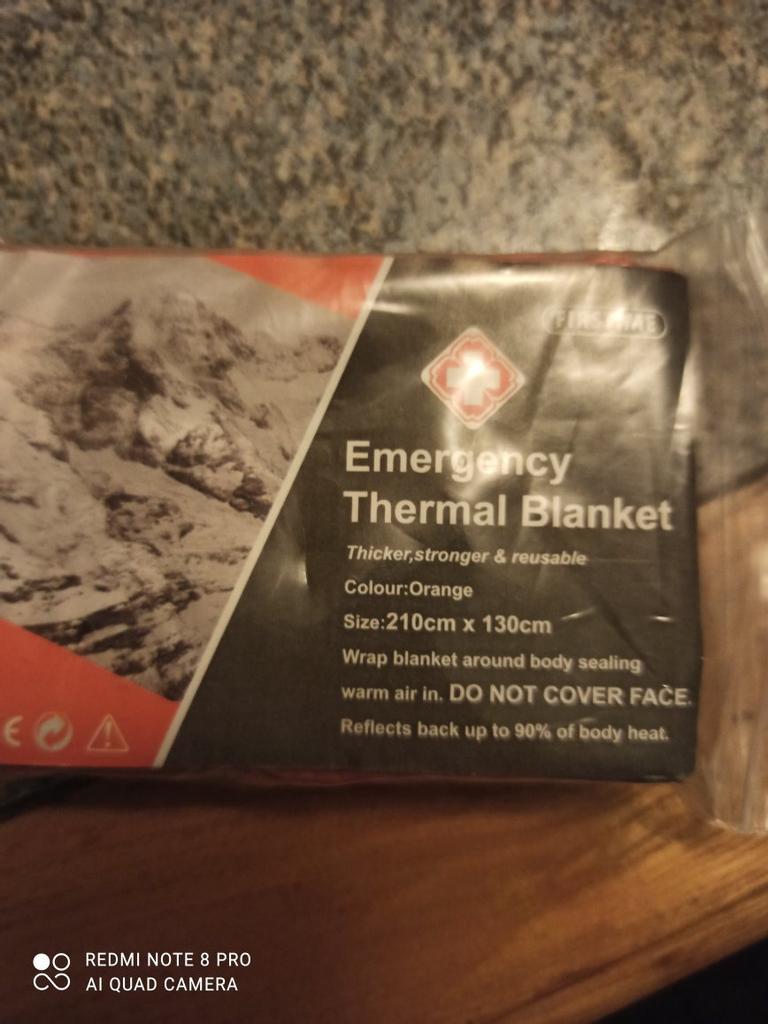 Emergency
Thermal Blanket
Thicker,stronger & reusable
Colour:Orange
Size:210cm x 130cm
Wrap blanket around body sealing
warm air in. DO NOT COVER FACE.
Reflects back up to 90% of body heat.
REDMI NOTE 8 PRO
AI QUAD CAMERA